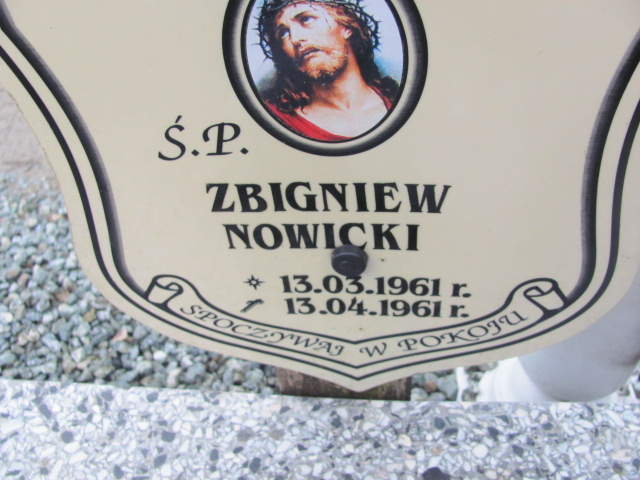 Ś.P.
ZBIGNIEW
NOWICKI
13.03.1961 r.
13.04.1961 r.
SPOCZYWAJ W POKOJU